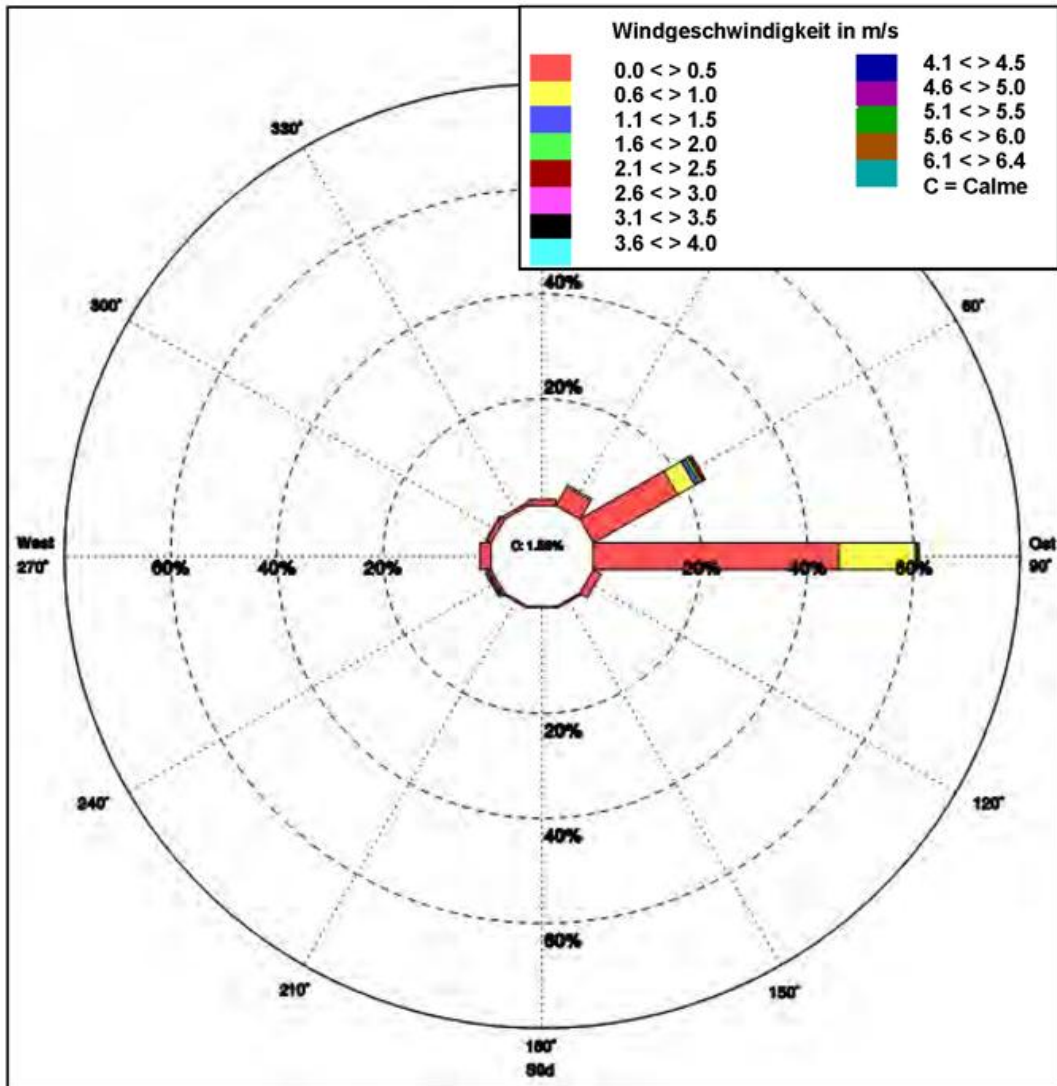 Windgeschwindigkeit in m/s
0.0 < > 0.5
0.6 < > 1.0
1.1 < > 1.5
1.6 < > 2.0
2.1 < > 2.5
2.6 < > 3.0
3.1 < > 3.5
3.6 < > 4.0
4.1 < > 4.5
4.6 < > 5.0
5.1 < > 5.5
5.6 < > 6.0
6.1 < > 6.4
C = Calme
330°
300°
60°
40%
20%
C: 1.58%
West
270°
60%
40%
20%
20%
40%
60%
Ost
90°
20%
240°
120°
40%
60%
210°
150°
180°
Süd